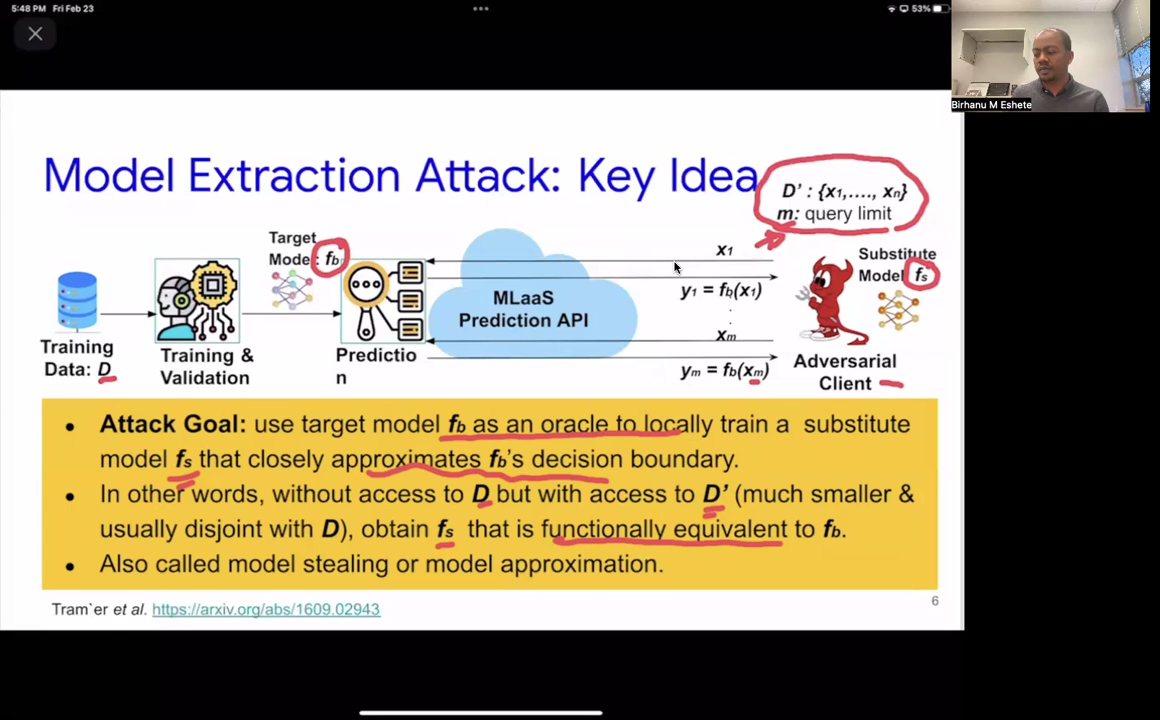 5:48 PM Fri Feb 23
53%
Birhanu M Eshete
Model Extraction Attack: Key Idea
D' : {x1,...., xn}
m: query limit
Target
Model: fb
x1
Substitute
Model fs
MLaaS
Prediction API
y1 = fb(x1)
.
.
xm
Training
Data: D
Training &
Validation
Predictio
n
ym = fb(xm)
Adversarial
Client
• Attack Goal: use target model fb as an oracle to locally train a substitute
model fs that closely approximates fb's decision boundary.
• In other words, without access to D but with access to D' (much smaller &
usually disjoint with D), obtain fs that is functionally equivalent to fb.
• Also called model stealing or model approximation.
Tram`er et al. https://arxiv.org/abs/1609.02943
6